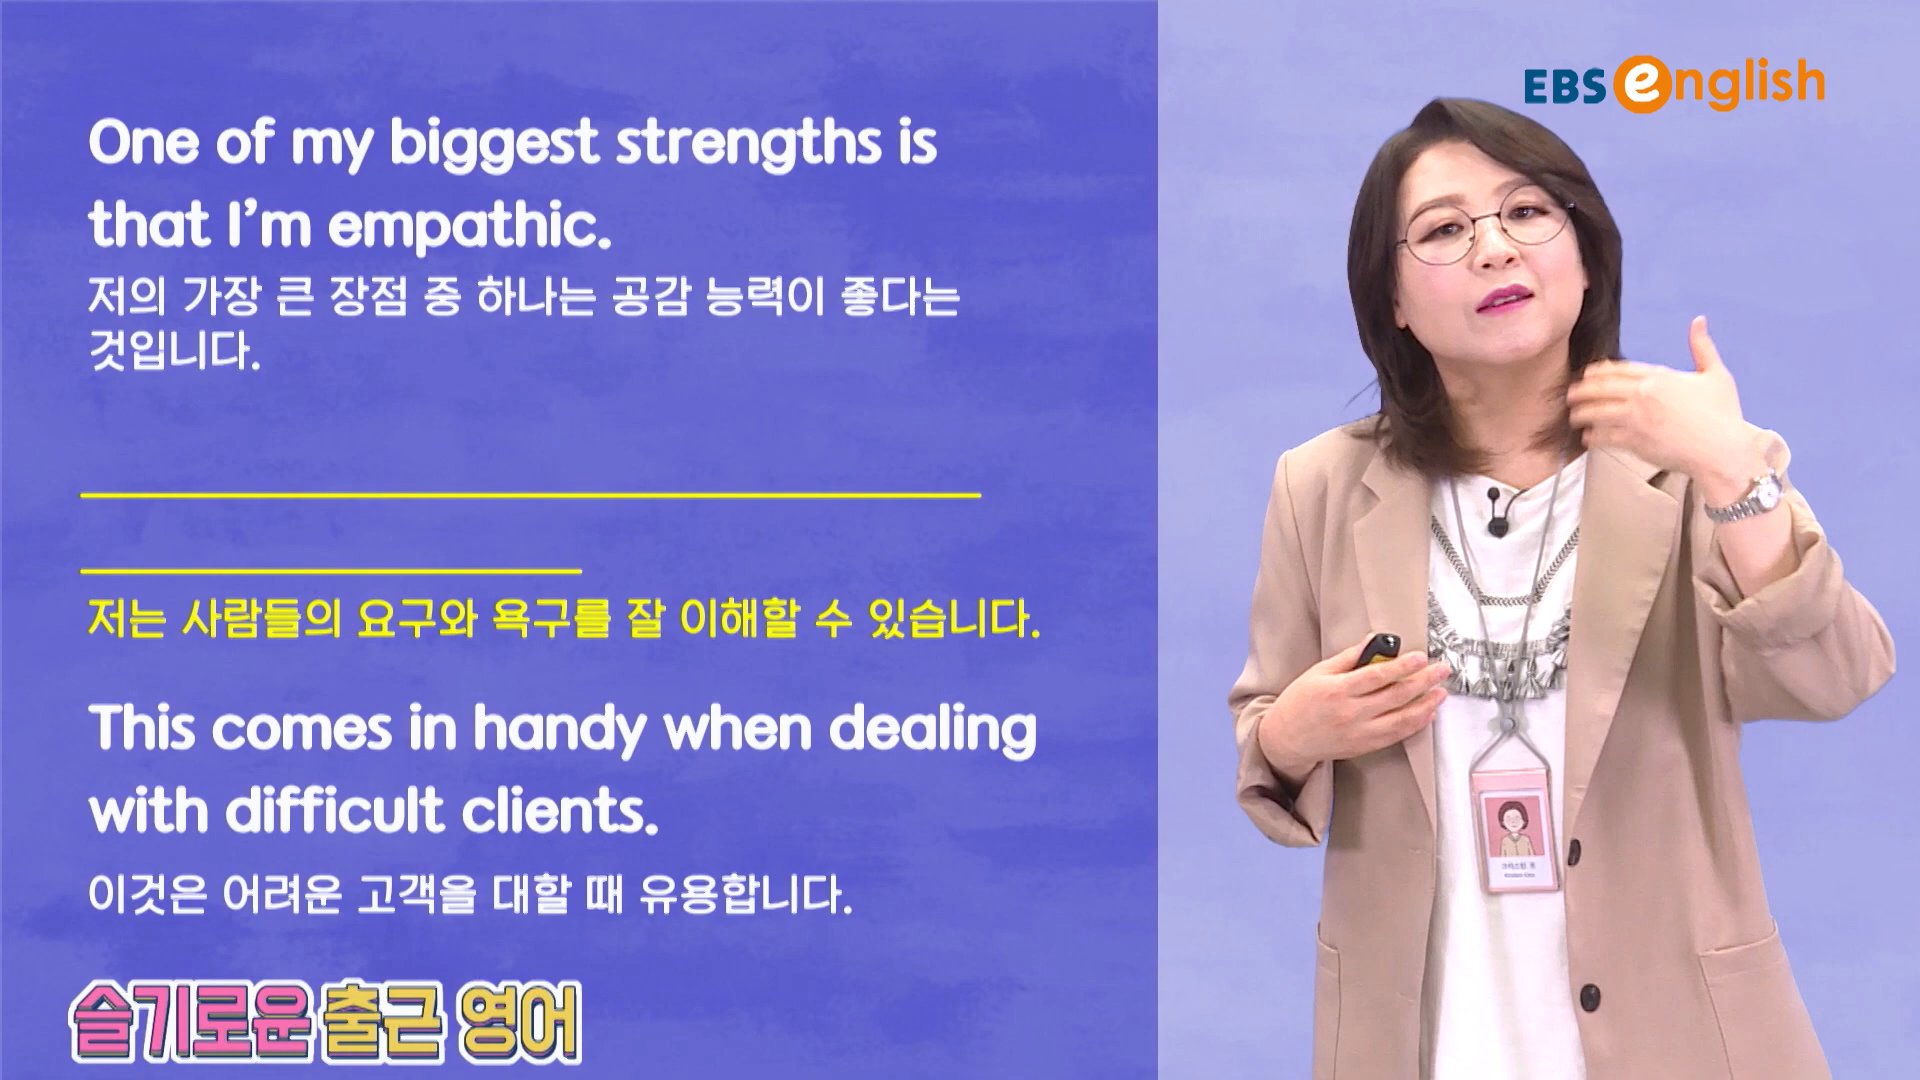 EBS English
One of my biggest strengths is
that I'm empathic.
저의 가장 큰 장점 중 하나는 공감 능력이 좋다는
것입니다.
저는 사람들의 요구와 욕구를 잘 이해할 수 있습니다.
This comes in handy when dealing
with difficult clients.
이것은 어려운 고객을 대할 때 유용합니다.
슬기로운 출근 영어